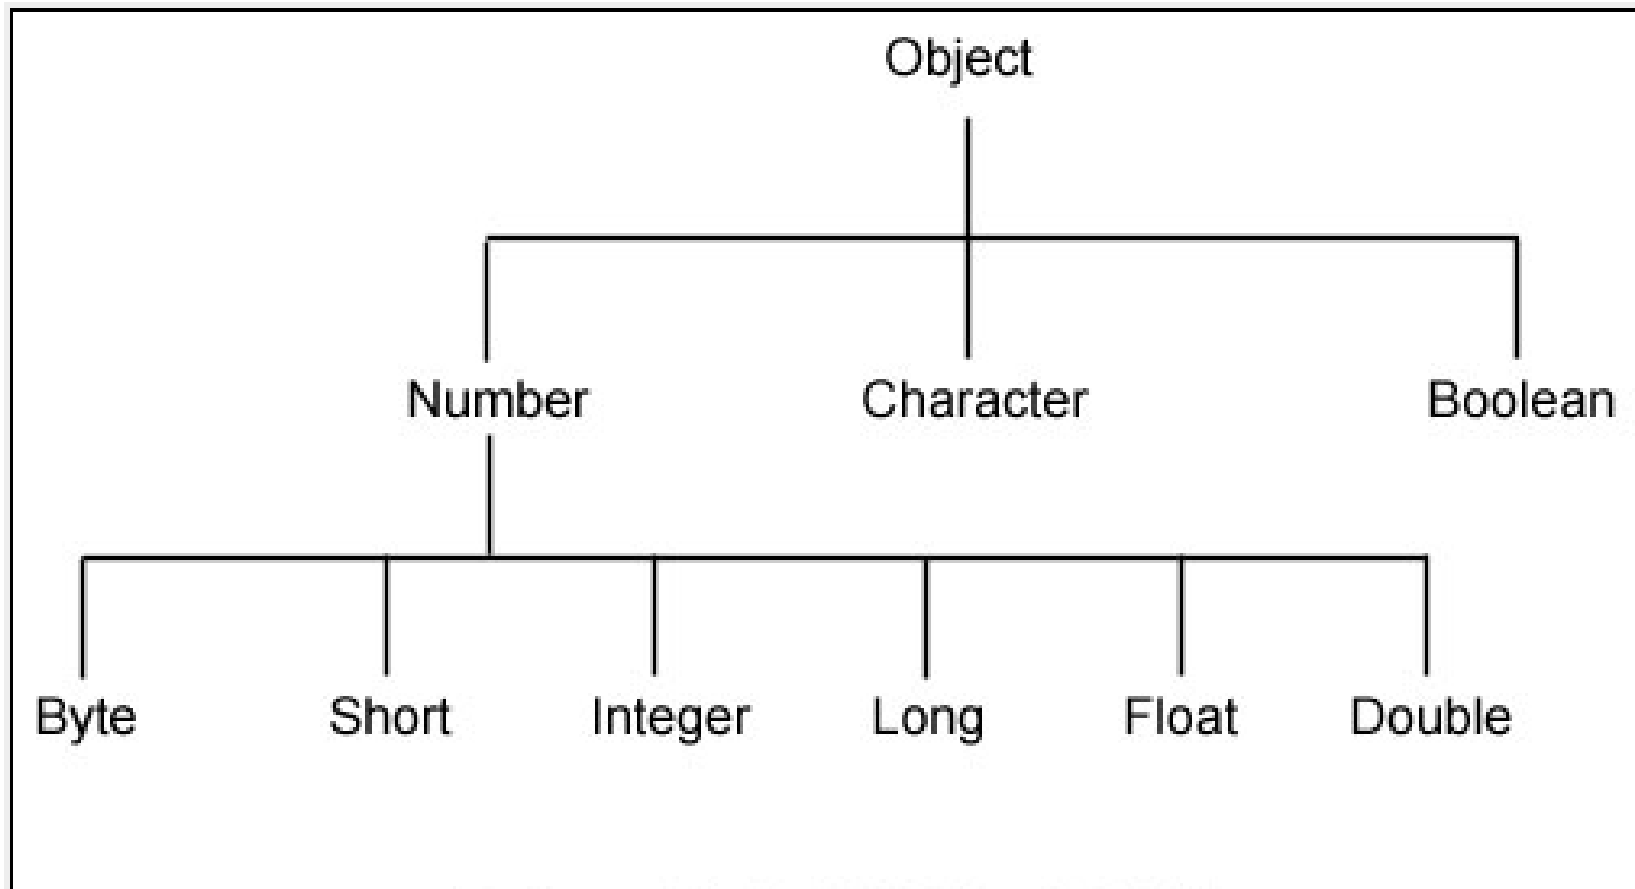 Object
Number Character Boolean
Byte Short Integer Long Float Double